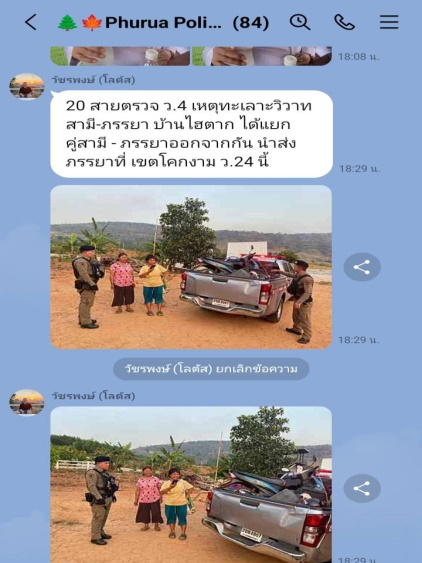 Phurua Poli... (84)
18:08 น.
วัชรพงษ์ (โลตัส)
20 สายตรวจ ว.4 เหตุทะเลาะวิวาท
สามี-ภรรยา บ้านไฮตาก ได้แยก
คู่สามี - ภรรยาออกจากกัน นำส่ง
ภรรยาที่ เขตโคกงาม ว.24 นี้
18:29 น.
18:29 น.
วัชรพงษ์ (โลตัส) ยกเลิกข้อความ
วัชรพงษ์ (โลตัส)
18:29 น.